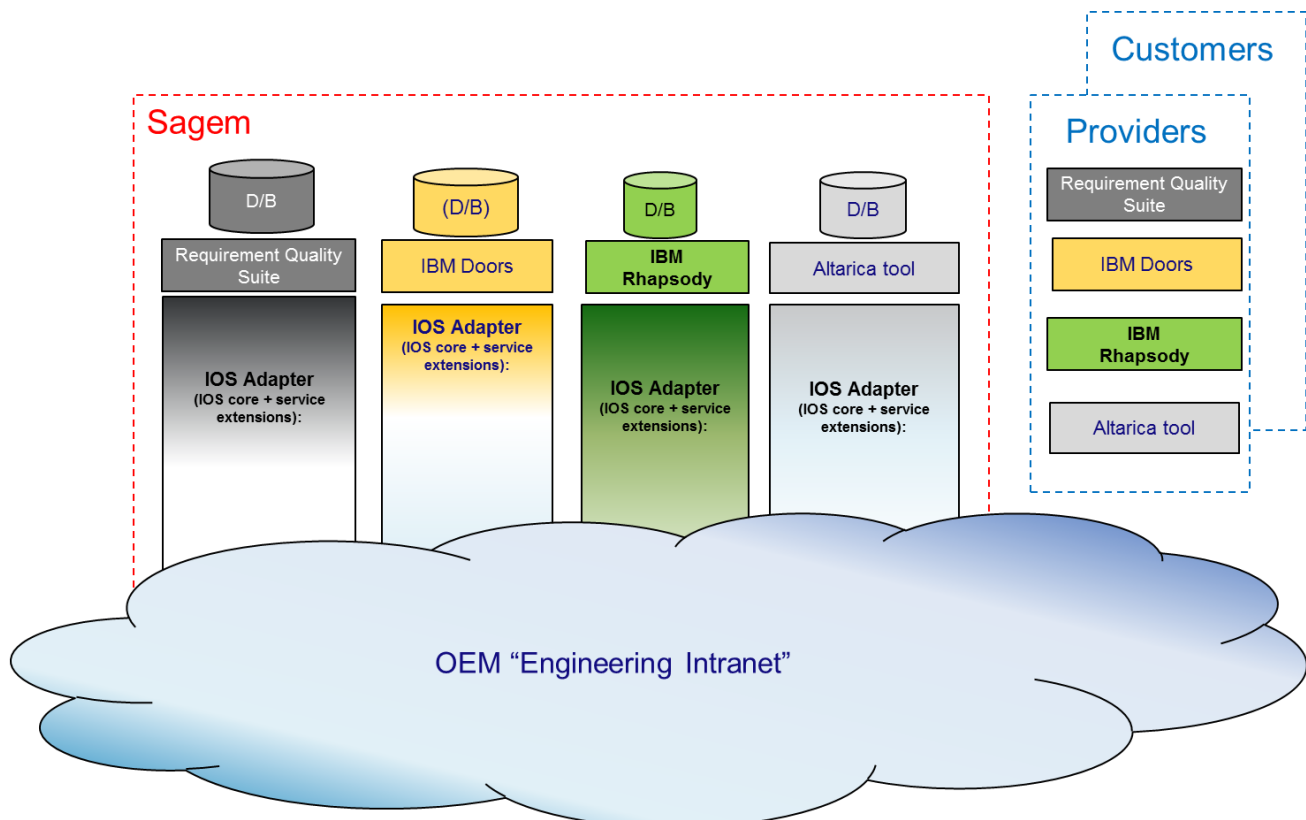 Customers
Sagem
Providers
D/B
(D/B)
D/B
D/B
Requirement Quality
Suite
IBM Doors
IBM
Rhapsody
Altarica tool
IOS Adapter
(IOS core + service
extensions):
IOS Adapter
(IOS core + service
extensions):
IOS Adapter
(IOS core + service
extensions):
IOS Adapter
(IOS core + service
extensions):
Requirement Quality
Suite
IBM Doors
IBM
Rhapsody
Altarica tool
OEM “Engineering Intranet”